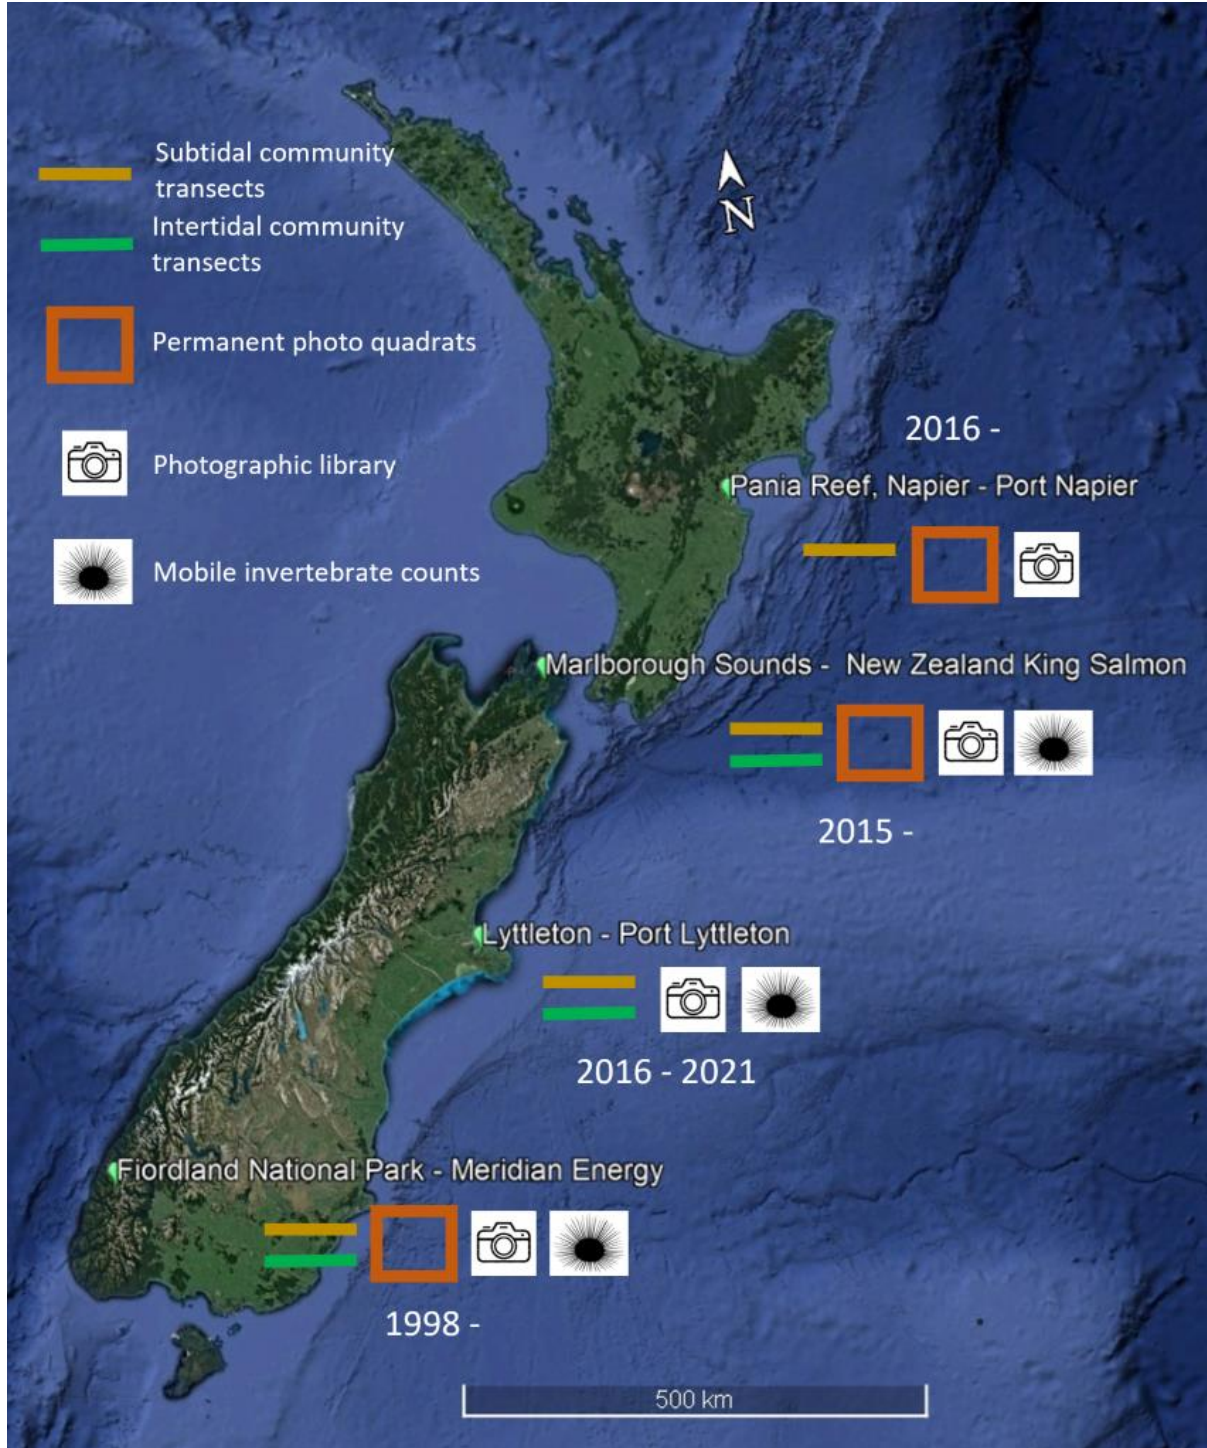 Subtidal community
transects
Intertidal community
transects
Permanent photo quadrats
Photographic library
Mobile invertebrate counts
N
2016 -
Pania Reef, Napier - Port Napier
Marlborough Sounds -  New Zealand King Salmon
2015 -
Lyttleton - Port Lyttleton
2016 - 2021
Fiordland National Park - Meridian Energy
1998 -
500 km